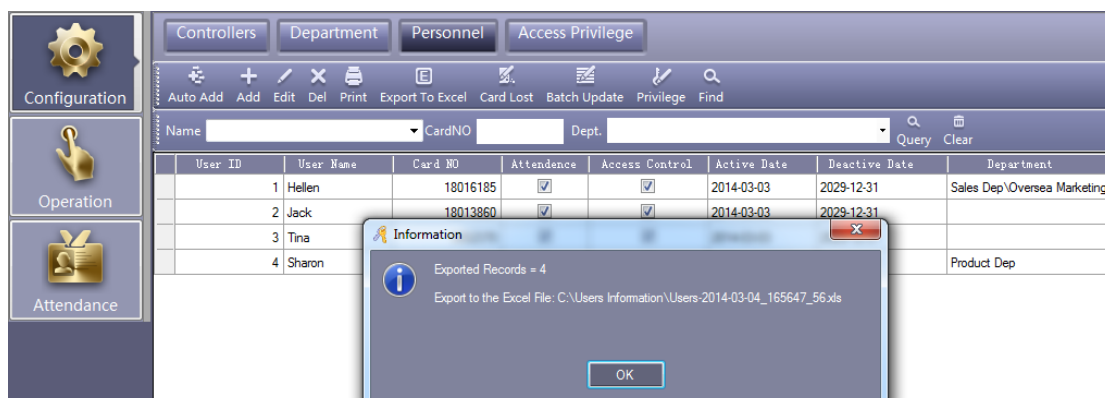 Controllers Department Personnel Access Privilege
Auto Add Add Edit Del Print Export To Excel Card Lost Batch Update Privilege Find
Configuration
Name CardNO Dept. Query Clear
User ID User Name Card NO Attendence Access Control Active Date Deactive Date Department
1 Hellen 18016185 2014-03-03 2029-12-31 Sales Dep\Oversea Marketing
Operation
2 Jack 18013860 2014-03-03 2029-12-31
3 Tina
4 Sharon Product Dep
Attendance
Information
Exported Records = 4
Export to the Excel File: C:\Users Information\Users-2014-03-04_165647_56.xls
OK